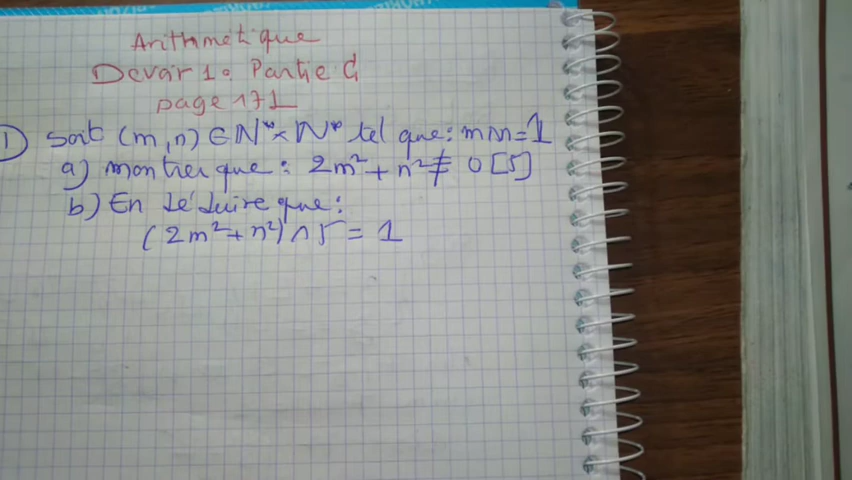 Arithmétique
Devoir 1: Partie G
page 171
1) Soit (m,n) ∈ N* × N* tel que: m∧n=1
a) montrer que: 2m² + n² ≢ 0 [5]
b) En déduire que:
(2m² + n²) ∧ 5 = 1